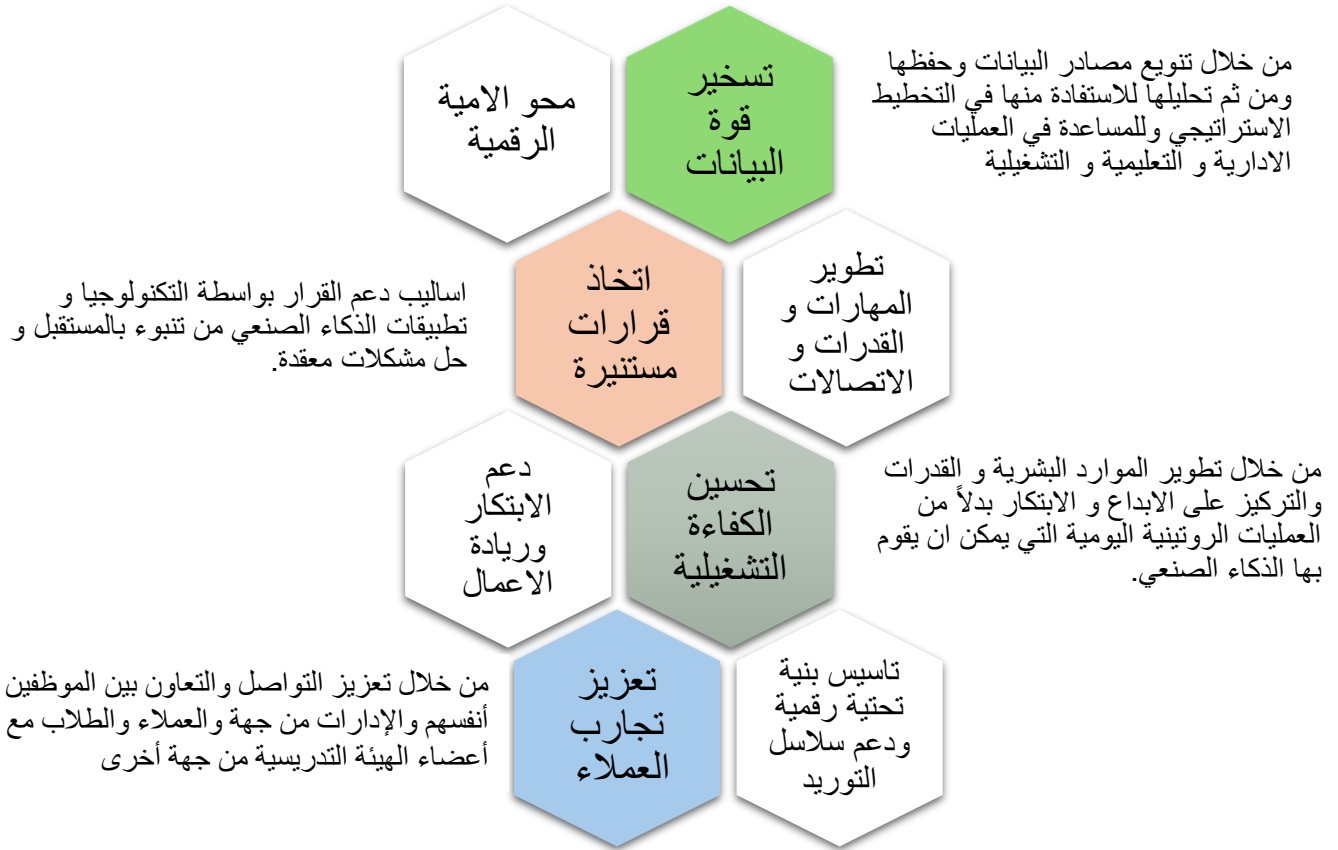 تسخير
قوة
البيانات
من خلال تنويع مصادر البيانات وحفظها
ومن ثم تحليلها للاستفادة منها في التخطيط
الاستراتيجي وللمساعدة في العمليات
الادارية و التعليمية و التشغيلية
محو الامية
الرقمية
تطوير
المهارات و
القدرات و
الاتصالات
اتخاذ
قرارات
مستنيرة
اساليب دعم القرار بواسطة التكنولوجيا و
تطبيقات الذكاء الصنعي من تنبوء بالمستقبل و
حل مشكلات معقدة.
تحسين
الكفاءة
التشغيلية
من خلال تطوير الموارد البشرية و القدرات
والتركيز على الابداع و الابتكار بدلاً من
العمليات الروتينية اليومية التي يمكن ان يقوم
بها الذكاء الصنعي.
دعم
الابتكار
وريادة
الاعمال
تاسيس بنية
تحتية رقمية
ودعم سلاسل
التوريد
تعزيز
تجارب
العملاء
من خلال تعزيز التواصل والتعاون بين الموظفين
أنفسهم والإدارات من جهة والعملاء والطلاب مع
أعضاء الهيئة التدريسية من جهة أخرى